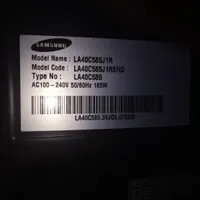 SAMSUNG
Model Name : LA40C585J1R
Model Code : LA40C585J1RSHD
Type No : LA40C585
AC100~240V 50/60Hz 185W